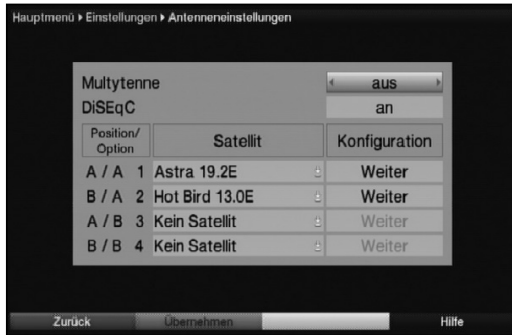 Hauptmenü ▸ Einstellungen ▸ Antenneneinstellungen
Multytenne aus
DiSEqC an
Position/ Option Satellit Konfiguration
A / A 1 Astra 19.2E Weiter
B / A 2 Hot Bird 13.0E Weiter
A / B 3 Kein Satellit Weiter
B / B 4 Kein Satellit Weiter
Zurück Übernehmen Hilfe